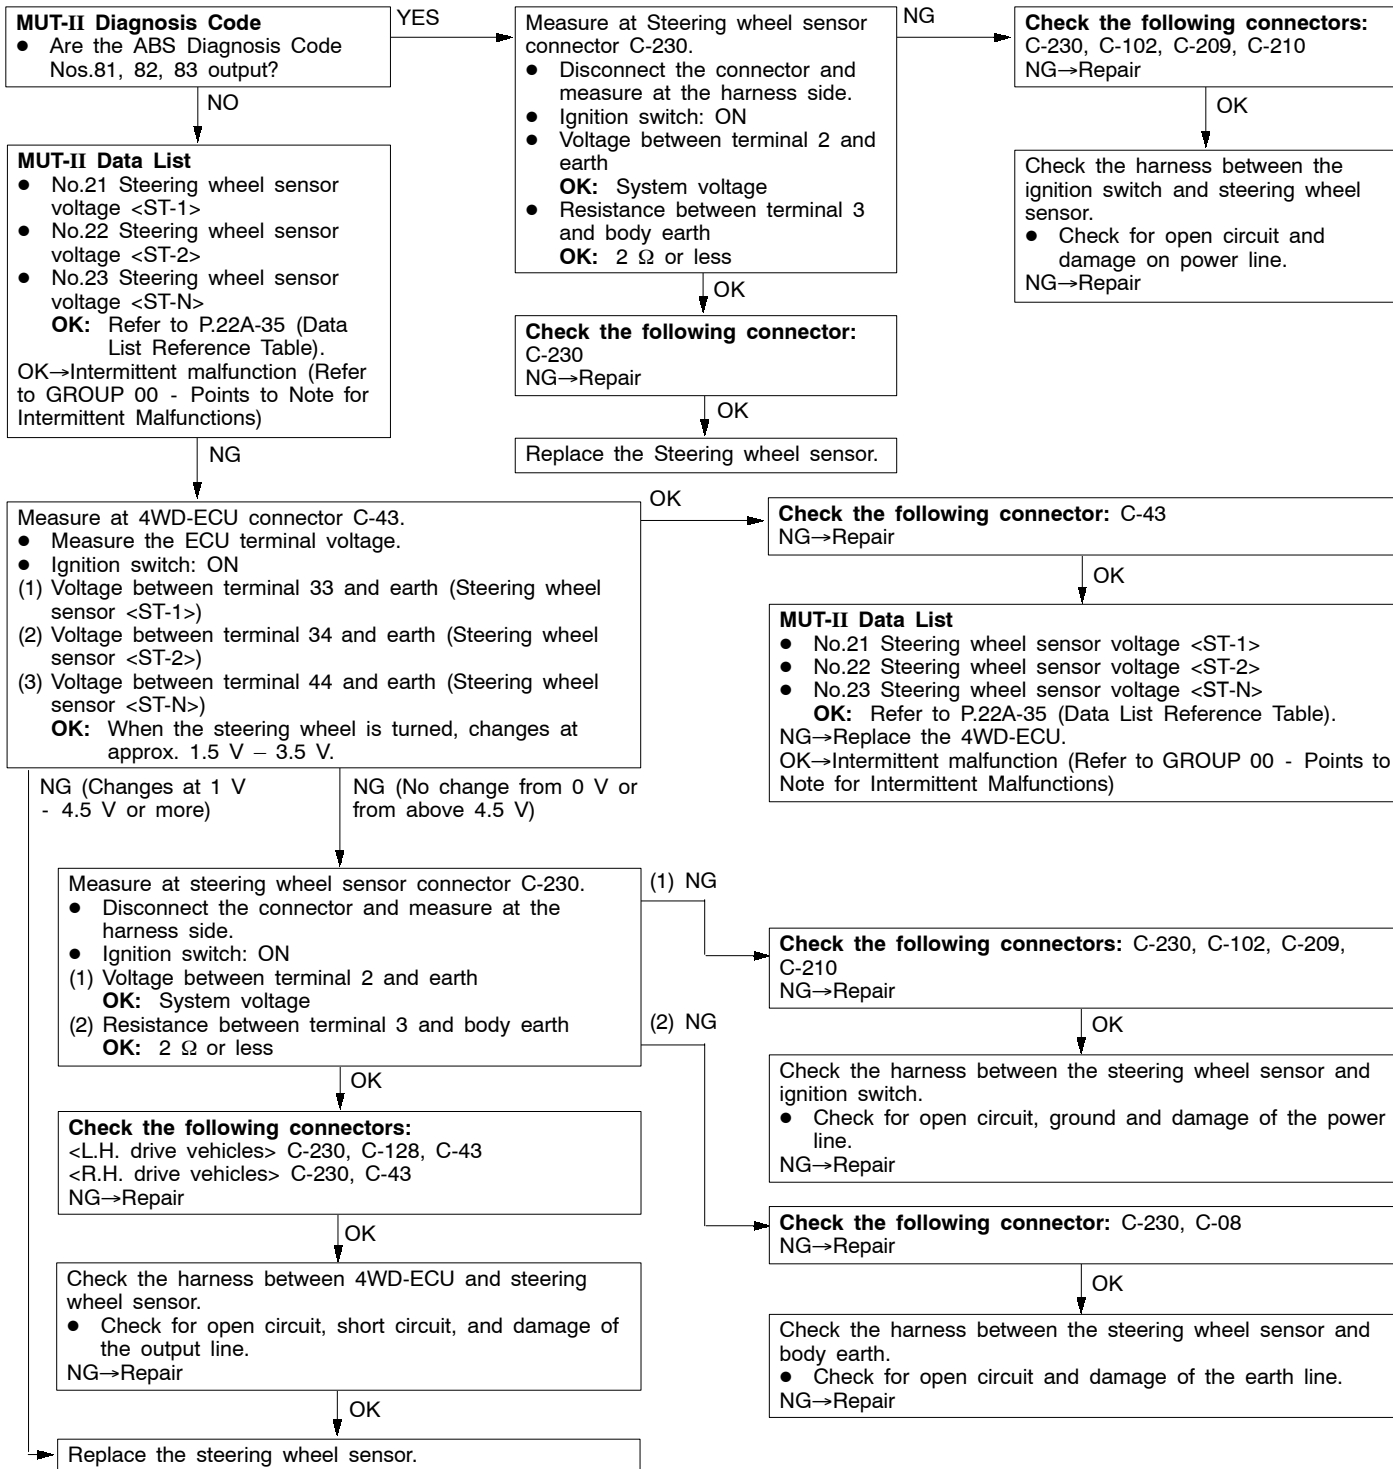 MUT-II Diagnosis Code
● Are the ABS Diagnosis Code
Nos.81, 82, 83 output?
YES
NO
Measure at Steering wheel sensor
connector C-230.
● Disconnect the connector and
measure at the harness side.
● Ignition switch: ON
● Voltage between terminal 2 and
earth
OK: System voltage
● Resistance between terminal 3
and body earth
OK: 2 Ω or less
NG
OK
Check the following connectors:
C-230, C-102, C-209, C-210
NG→Repair
OK
Check the harness between the
ignition switch and steering wheel
sensor.
● Check for open circuit and
damage on power line.
NG→Repair
MUT-II Data List
● No.21 Steering wheel sensor
voltage <ST-1>
● No.22 Steering wheel sensor
voltage <ST-2>
● No.23 Steering wheel sensor
voltage <ST-N>
OK: Refer to P.22A-35 (Data
List Reference Table).
OK→Intermittent malfunction (Refer
to GROUP 00 - Points to Note for
Intermittent Malfunctions)
NG
Check the following connector:
C-230
NG→Repair
OK
Replace the Steering wheel sensor.
Measure at 4WD-ECU connector C-43.
● Measure the ECU terminal voltage.
● Ignition switch: ON
(1) Voltage between terminal 33 and earth (Steering wheel
sensor <ST-1>)
(2) Voltage between terminal 34 and earth (Steering wheel
sensor <ST-2>)
(3) Voltage between terminal 44 and earth (Steering wheel
sensor <ST-N>)
OK: When the steering wheel is turned, changes at
approx. 1.5 V – 3.5 V.
OK
Check the following connector: C-43
NG→Repair
OK
MUT-II Data List
● No.21 Steering wheel sensor voltage <ST-1>
● No.22 Steering wheel sensor voltage <ST-2>
● No.23 Steering wheel sensor voltage <ST-N>
OK: Refer to P.22A-35 (Data List Reference Table).
NG→Replace the 4WD-ECU.
OK→Intermittent malfunction (Refer to GROUP 00 - Points to
Note for Intermittent Malfunctions)
NG (Changes at 1 V
- 4.5 V or more)
NG (No change from 0 V or
from above 4.5 V)
Measure at steering wheel sensor connector C-230.
● Disconnect the connector and measure at the
harness side.
● Ignition switch: ON
(1) Voltage between terminal 2 and earth
OK: System voltage
(2) Resistance between terminal 3 and body earth
OK: 2 Ω or less
(1) NG
(2) NG
OK
Check the following connectors: C-230, C-102, C-209,
C-210
NG→Repair
OK
Check the harness between the steering wheel sensor and
ignition switch.
● Check for open circuit, ground and damage of the power
line.
NG→Repair
Check the following connectors:
<L.H. drive vehicles> C-230, C-128, C-43
<R.H. drive vehicles> C-230, C-43
NG→Repair
OK
Check the following connector: C-230, C-08
NG→Repair
OK
Check the harness between 4WD-ECU and steering
wheel sensor.
● Check for open circuit, short circuit, and damage of
the output line.
NG→Repair
OK
Check the harness between the steering wheel sensor and
body earth.
● Check for open circuit and damage of the earth line.
NG→Repair
Replace the steering wheel sensor.